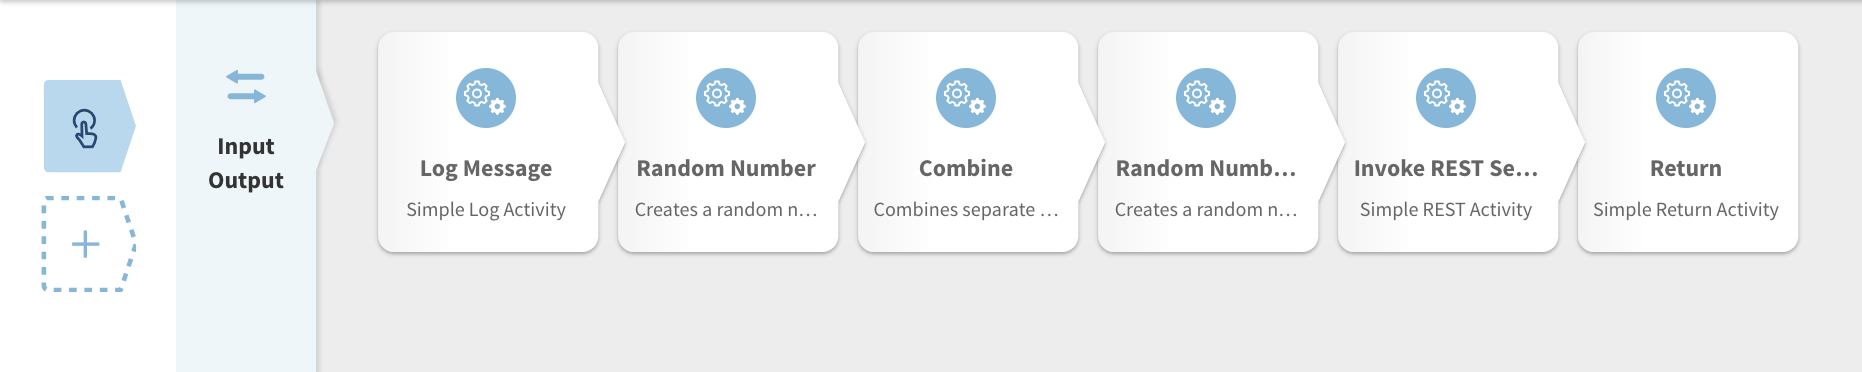 Input
Output
Log Message
Simple Log Activity
Random Number
Creates a random n...
Combine
Combines separate ...
Random Numb...
Creates a random n...
Invoke REST Se...
Simple REST Activity
Return
Simple Return Activity